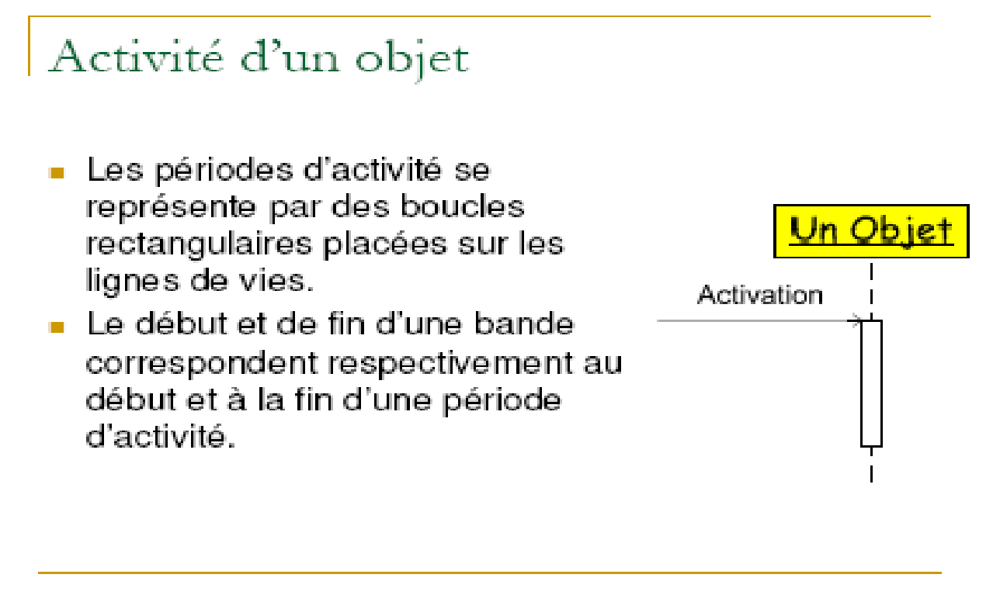 Activité d’un objet
Les périodes d’activité se
représente par des boucles
rectangulaires placées sur les
lignes de vies.
Le début et de fin d’une bande
correspondent respectivement au
début et à la fin d’une période
d’activité.
Un Objet
Activation